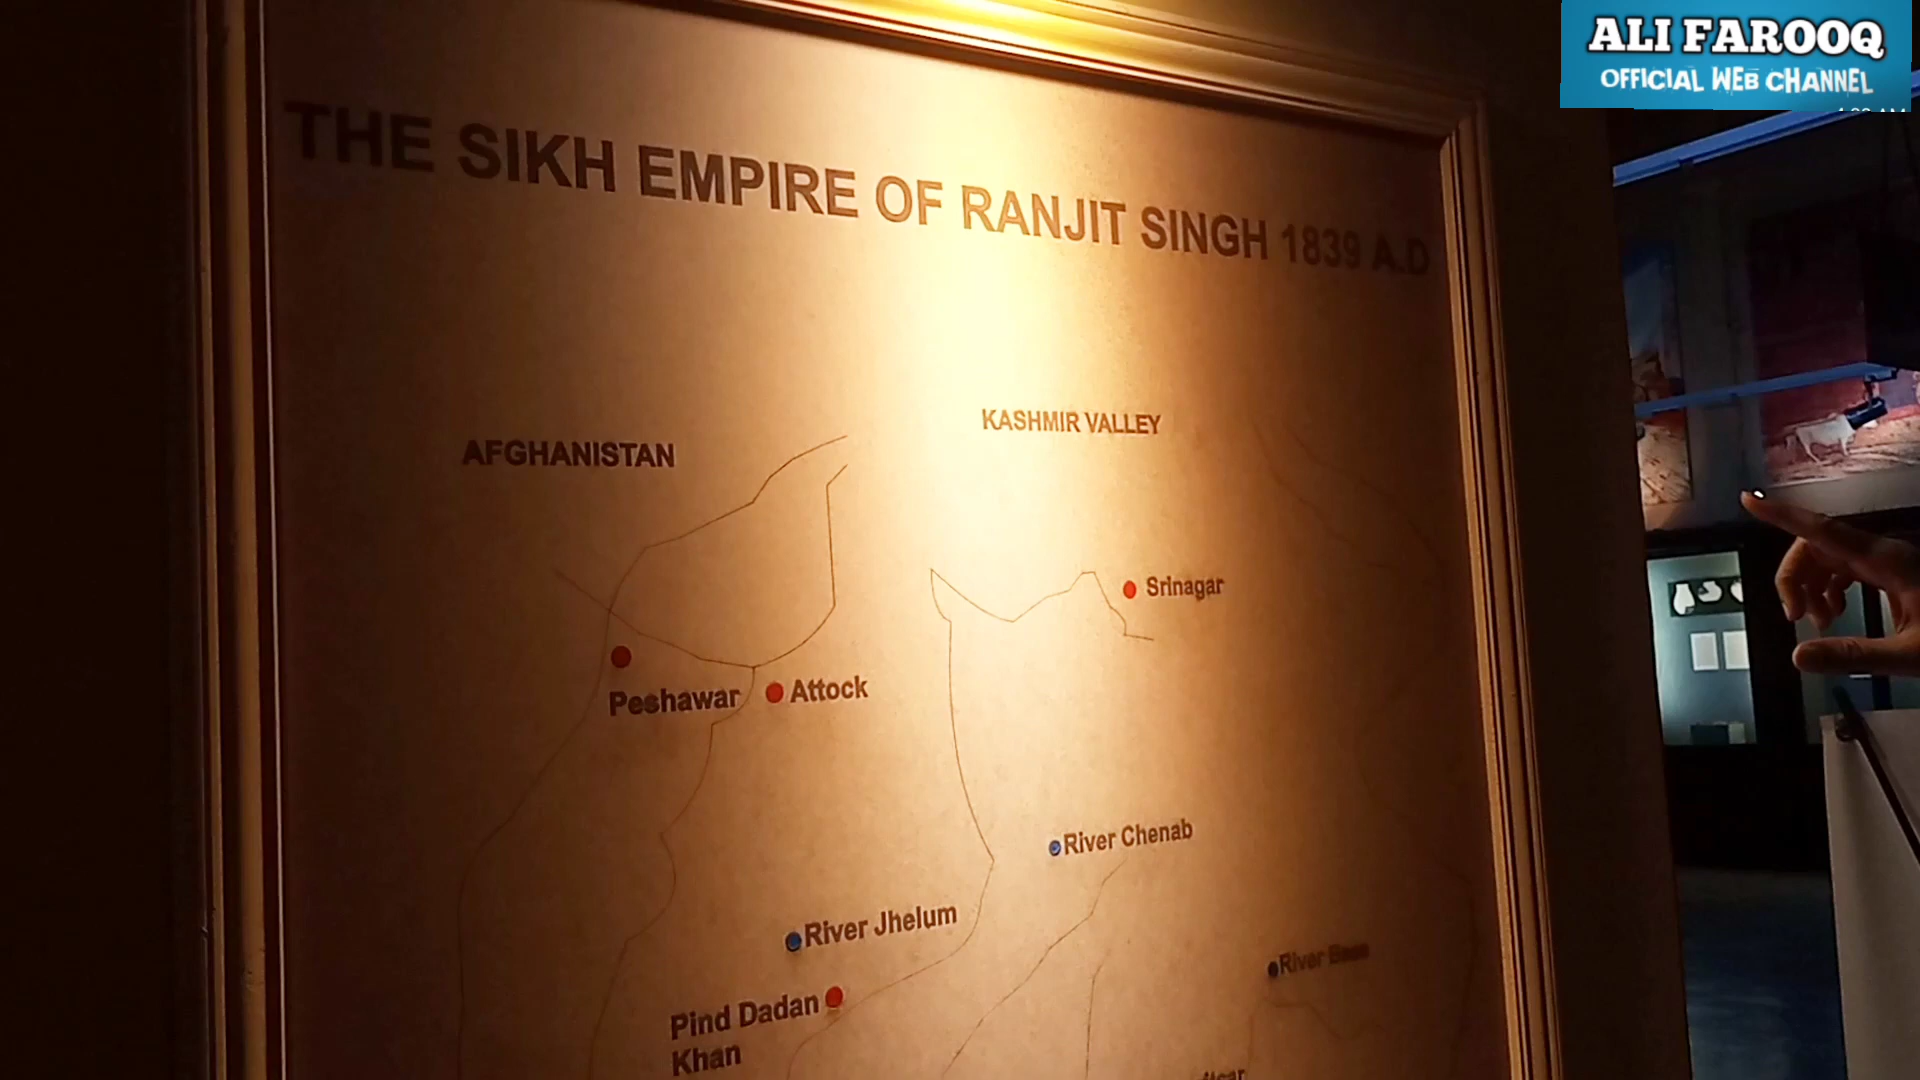 ALI FAROOQ
OFFICIAL WEB CHANNEL
THE SIKH EMPIRE OF RANJIT SINGH 1839 A.D
KASHMIR VALLEY
AFGHANISTAN
Srinagar
Peshawar
Attock
River Chenab
River Jhelum
River
Pind Dadan
Khan